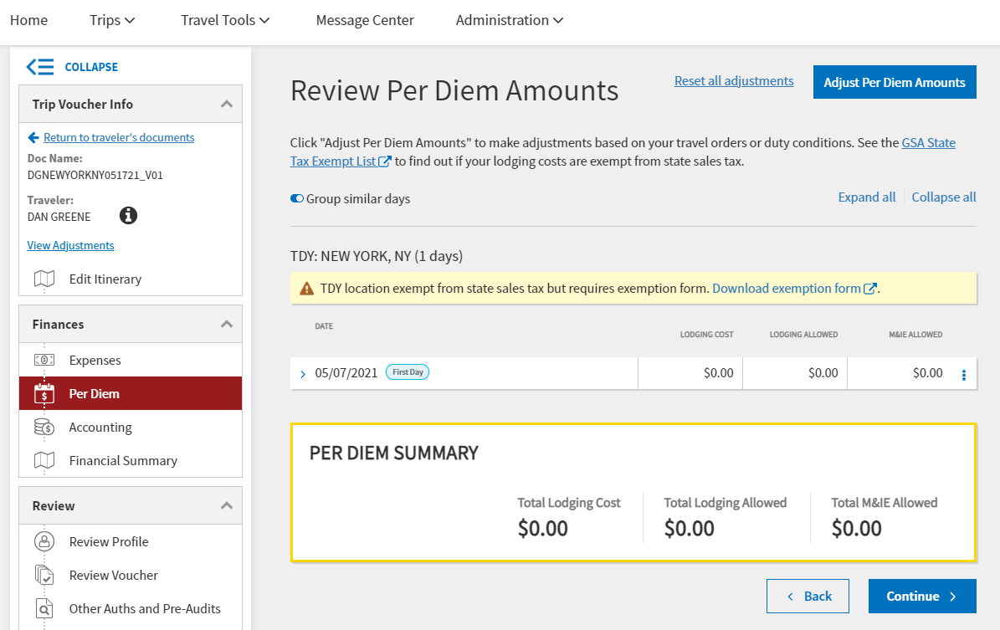 Home Trips Travel Tools Message Center Administration
COLLAPSE
Trip Voucher Info
Return to traveler's documents
Doc Name:
DGNEWYORKNY051721_V01
Traveler:
DAN GREENE
View Adjustments
Edit Itinerary
Finances
Expenses
Per Diem
Accounting
Financial Summary
Review
Review Profile
Review Voucher
Other Auths and Pre-Audits
Review Per Diem Amounts
Reset all adjustments
Adjust Per Diem Amounts
Click "Adjust Per Diem Amounts" to make adjustments based on your travel orders or duty conditions. See the GSA State
Tax Exempt List to find out if your lodging costs are exempt from state sales tax.
Group similar days
Expand all Collapse all
TDY: NEW YORK, NY (1 days)
TDY location exempt from state sales tax but requires exemption form. Download exemption form.
DATE LODGING COST LODGING ALLOWED M&IE ALLOWED
05/07/2021 First Day $0.00 $0.00 $0.00
PER DIEM SUMMARY
Total Lodging Cost Total Lodging Allowed Total M&IE Allowed
$0.00 $0.00 $0.00
Back Continue